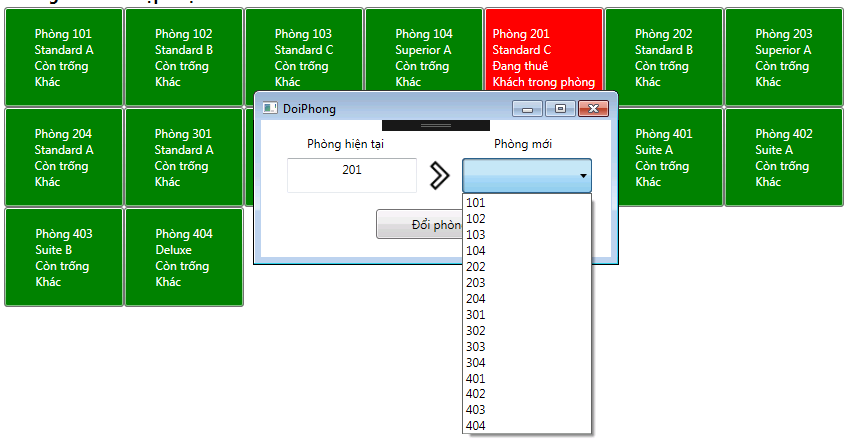 Phòng 101
Standard A
Còn trống
Khác
Phòng 102
Standard B
Còn trống
Khác
Phòng 103
Standard C
Còn trống
Khác
Phòng 104
Superior A
Còn trống
Khác
Phòng 201
Standard C
Đang thuê
Khách trong phòng
Phòng 202
Standard B
Còn trống
Khác
Phòng 203
Superior A
Còn trống
Khác
Phòng 204
Standard A
Còn trống
Khác
Phòng 301
Standard A
Còn trống
Khác
Phòng 401
Suite A
Còn trống
Khác
Phòng 402
Suite A
Còn trống
Khác
Phòng 403
Suite B
Còn trống
Khác
Phòng 404
Deluxe
Còn trống
Khác
DoiPhong
Phòng hiện tại
Phòng mới
201
Đổi phòn
101
102
103
104
202
203
204
301
302
303
304
401
402
403
404